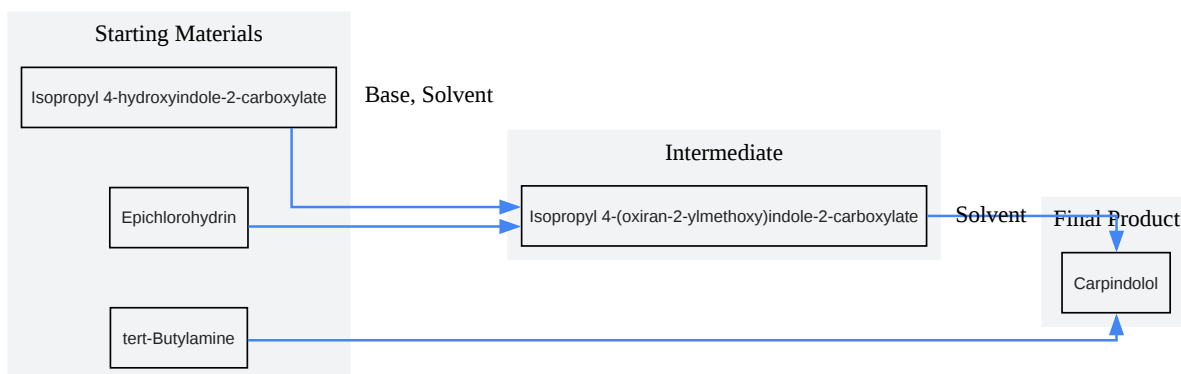 Starting Materials
Isopropyl 4-hydroxyindole-2-carboxylate
Base, Solvent
Intermediate
Epichlorohydrin
Isopropyl 4-(oxiran-2-ylmethoxy)indole-2-carboxylate
Solvent
Final Product
Carpindolol
tert-Butylamine